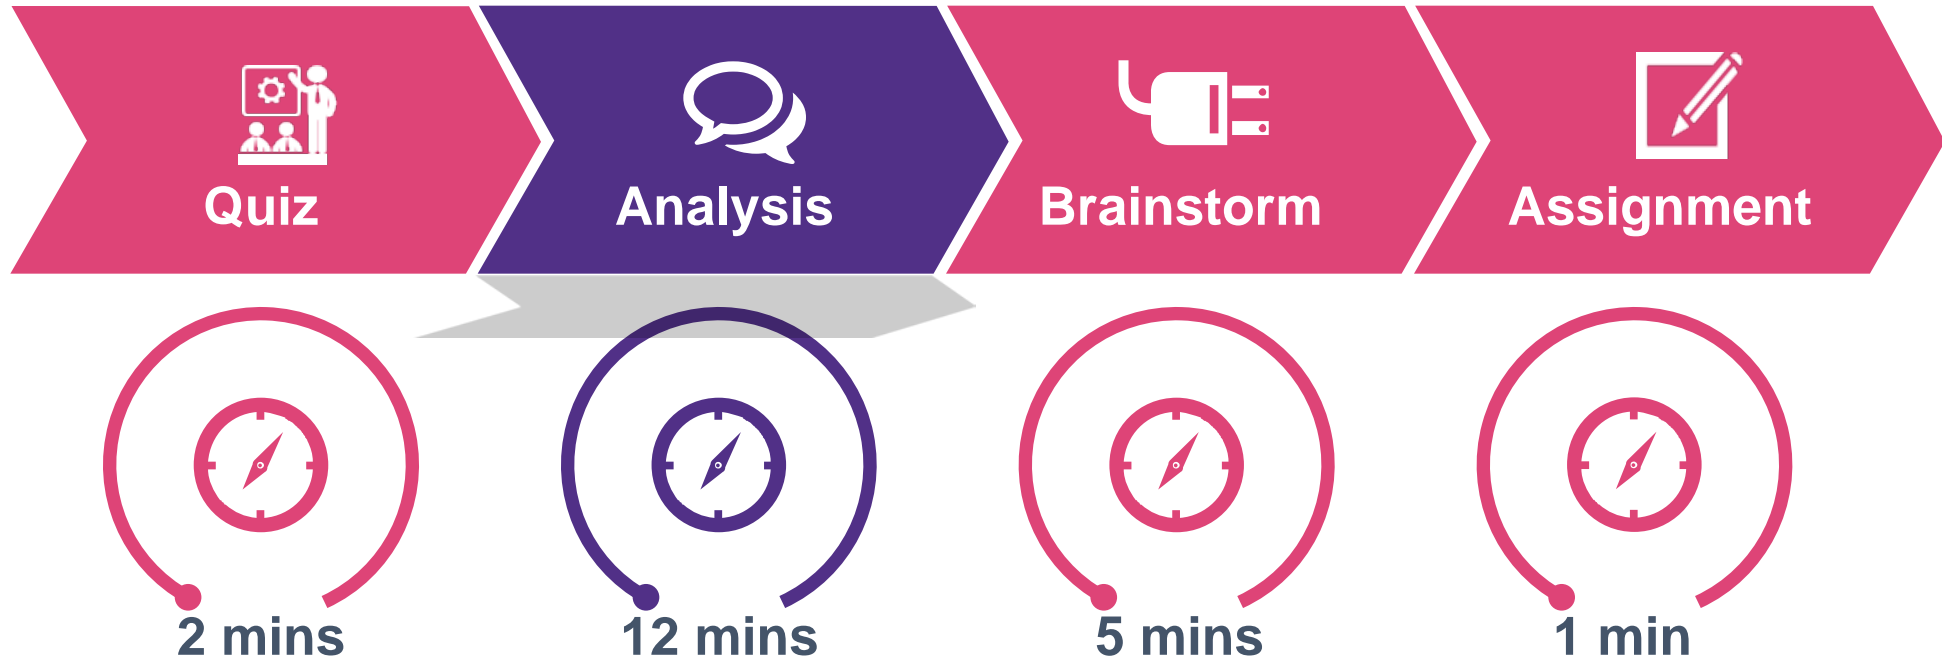 Quiz
Analysis
Brainstorm
Assignment
2 mins
12 mins
5 mins
1 min